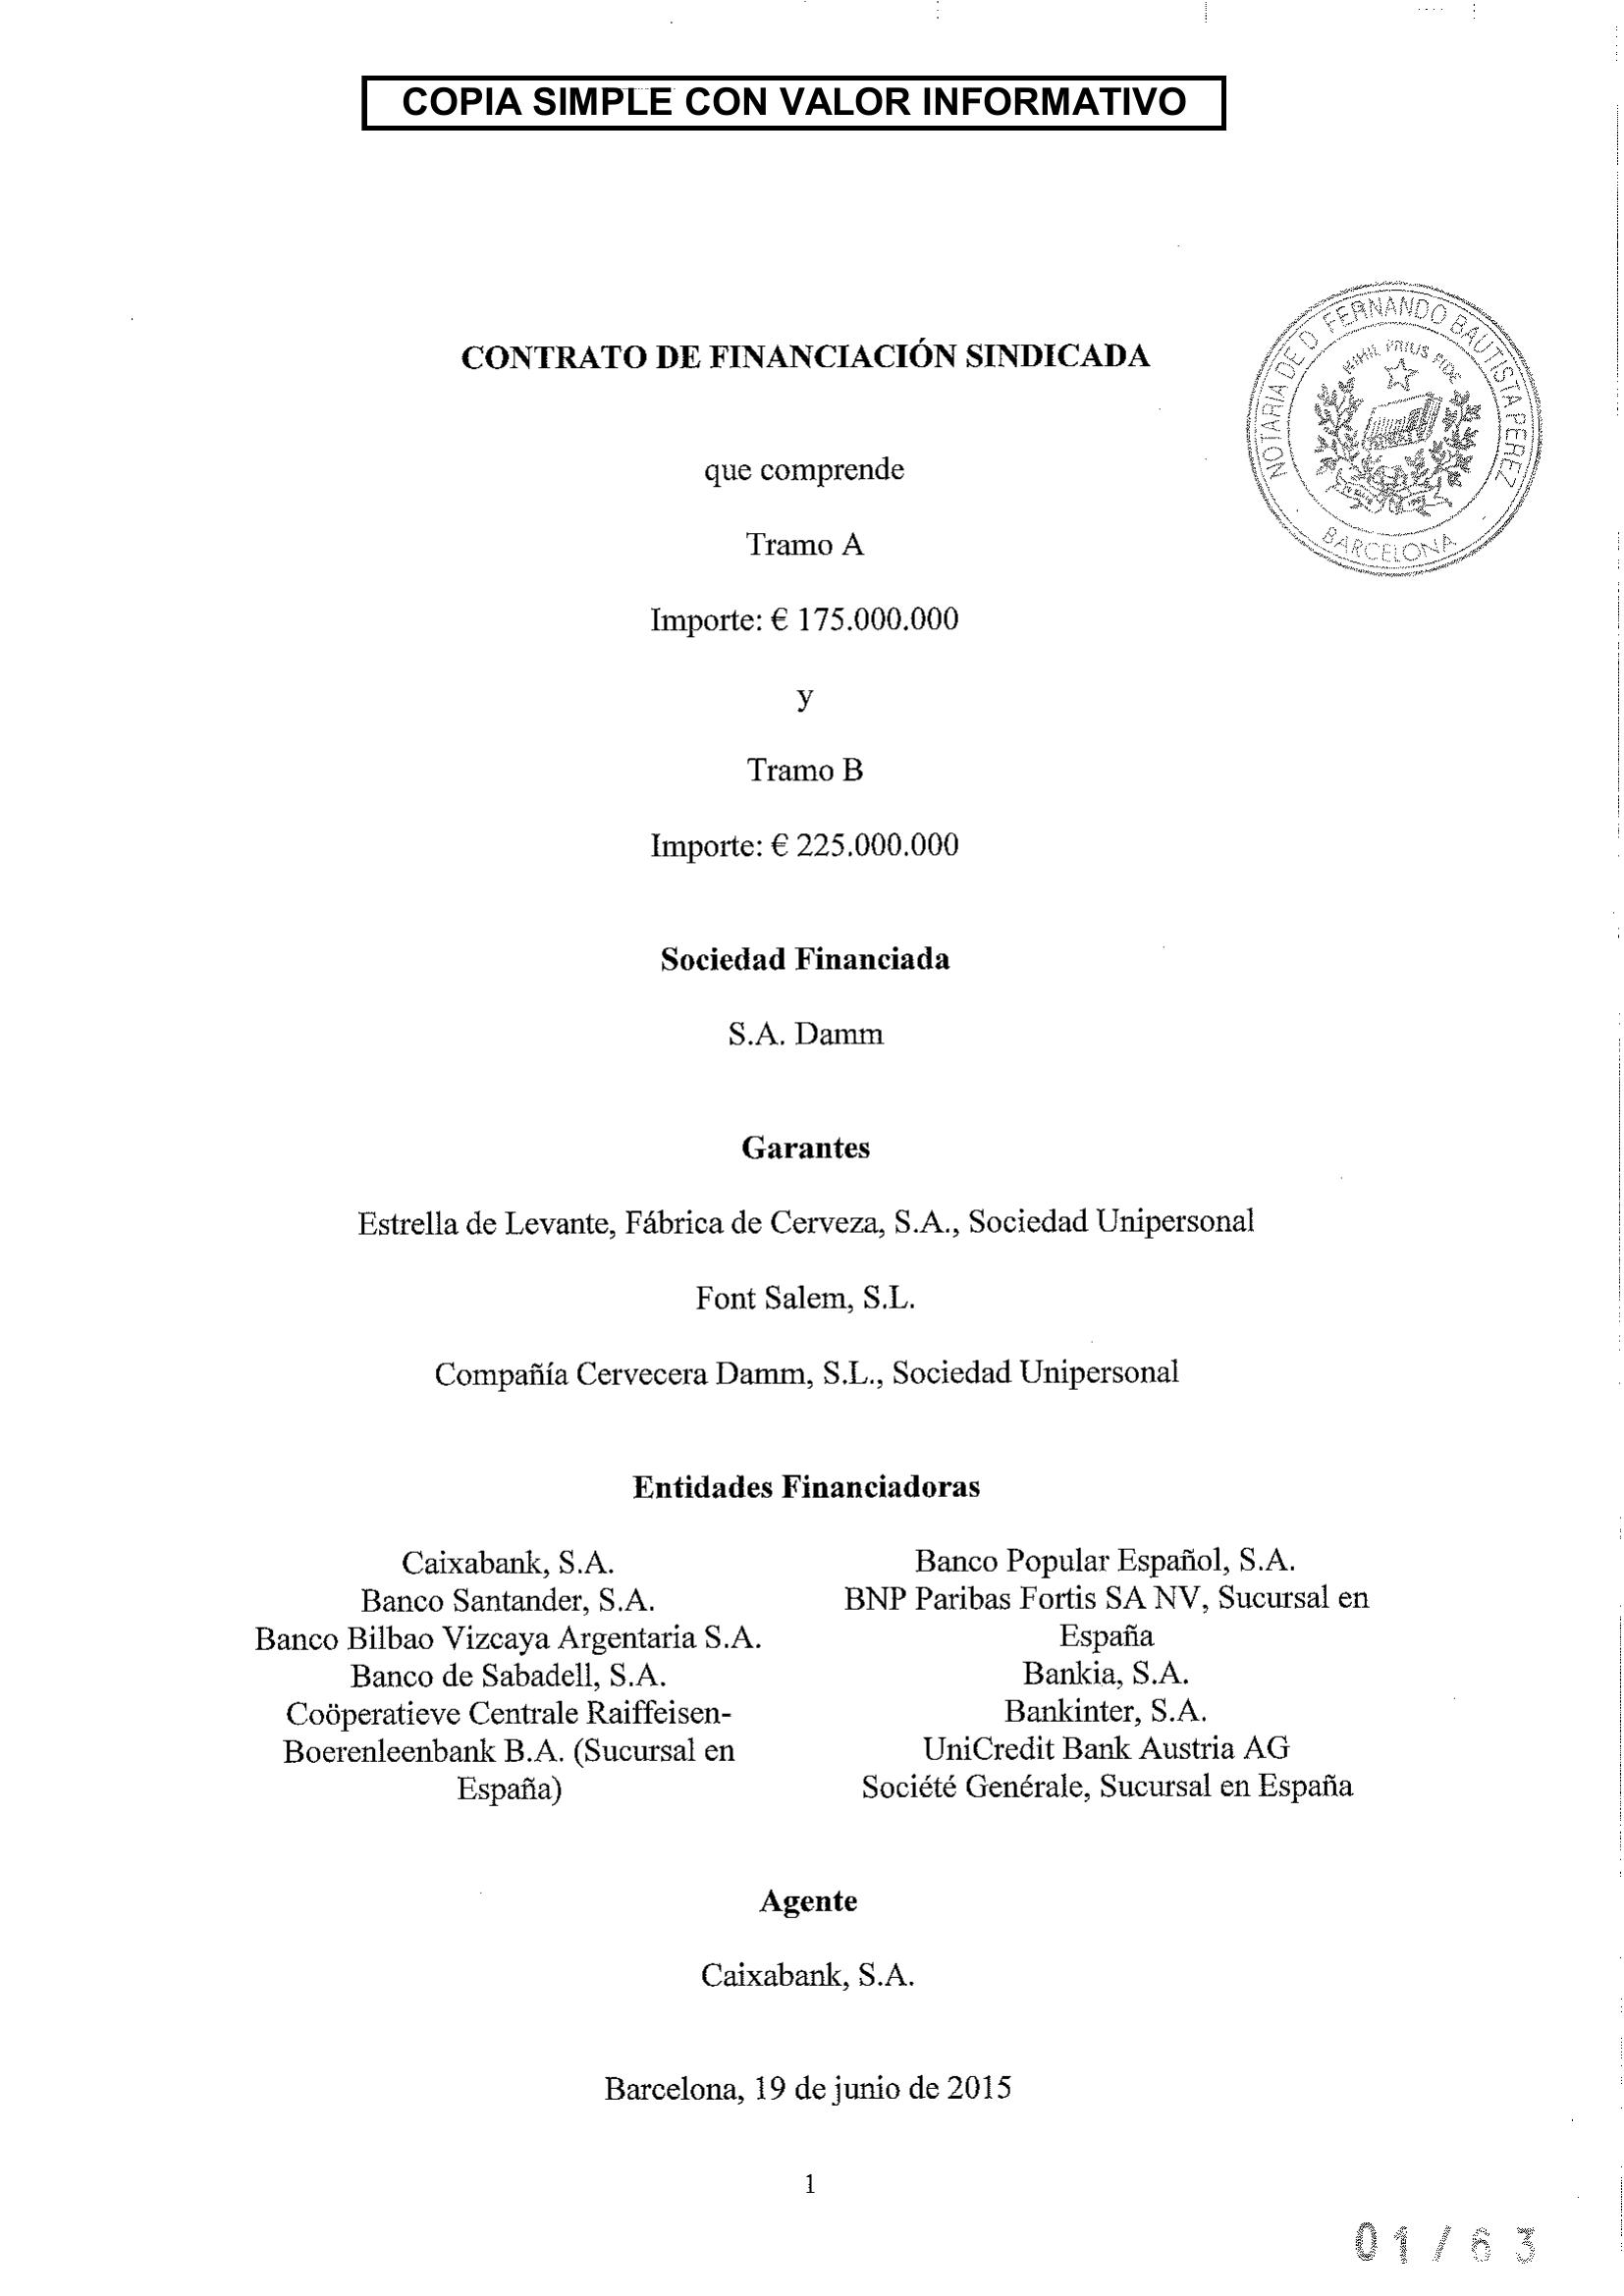 COPIA SIMPLE CON VALOR INFORMATIVO
NOTARIA DE D. FERNANDO BAUTISTA PEREZ
NIHIL PRIUS FIDE
BARCELONA
CONTRATO DE FINANCIACIÓN SINDICADA
que comprende
Tramo A
Importe: € 175.000.000
y
Tramo B
Importe: € 225.000.000
Sociedad Financiada
S.A. Damm
Garantes
Estrella de Levante, Fábrica de Cerveza, S.A., Sociedad Unipersonal
Font Salem, S.L.
Compañía Cervecera Damm, S.L., Sociedad Unipersonal
Entidades Financiadoras
Caixabank, S.A.
Banco Santander, S.A.
Banco Bilbao Vizcaya Argentaria S.A.
Banco de Sabadell, S.A.
Coöperatieve Centrale Raiffeisen-
Boerenleenbank B.A. (Sucursal en
España)
Banco Popular Español, S.A.
BNP Paribas Fortis SA NV, Sucursal en
España
Bankia, S.A.
Bankinter, S.A.
UniCredit Bank Austria AG
Société Genérale, Sucursal en España
Agente
Caixabank, S.A.
Barcelona, 19 de junio de 2015
1
01/63